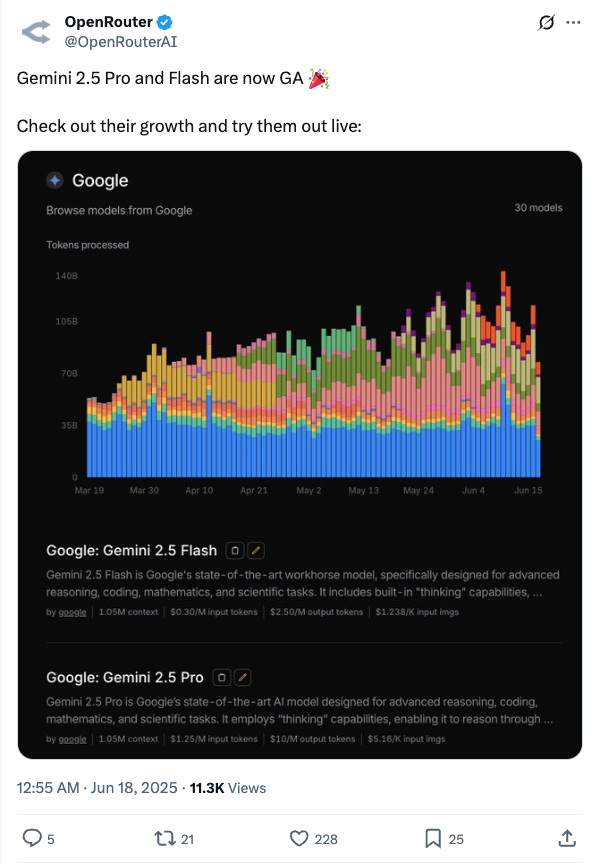 OpenRouter
@OpenRouterAI
Gemini 2.5 Pro and Flash are now GA 🎉
Check out their growth and try them out live:
Google
Browse models from Google
30 models
Tokens processed
140B
105B
70B
35B
0
Mar 19 Mar 30 Apr 10 Apr 21 May 2 May 13 May 24 Jun 4 Jun 15
Google: Gemini 2.5 Flash
Gemini 2.5 Flash is Google's state-of-the-art workhorse model, specifically designed for advanced
reasoning, coding, mathematics, and scientific tasks. It includes built-in "thinking" capabilities, ...
by google | 1.05M context | $0.30/M input tokens | $2.50/M output tokens | $1.238/K input imgs
Google: Gemini 2.5 Pro
Gemini 2.5 Pro is Google's state-of-the-art AI model designed for advanced reasoning, coding,
mathematics, and scientific tasks. It employs "thinking" capabilities, enabling it to reason through ...
by google | 1.05M context | $1.25/M input tokens | $10/M output tokens | $5.16/K input imgs
12:55 AM · Jun 18, 2025 · 11.3K Views
5 21 228 25